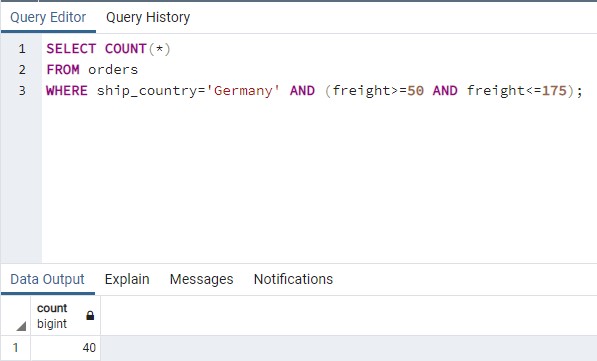 Query Editor Query History
1 SELECT COUNT(*)
2 FROM orders
3 WHERE ship_country='Germany' AND (freight>=50 AND freight<=175);
Data Output Explain Messages Notifications
count
bigint
1 40